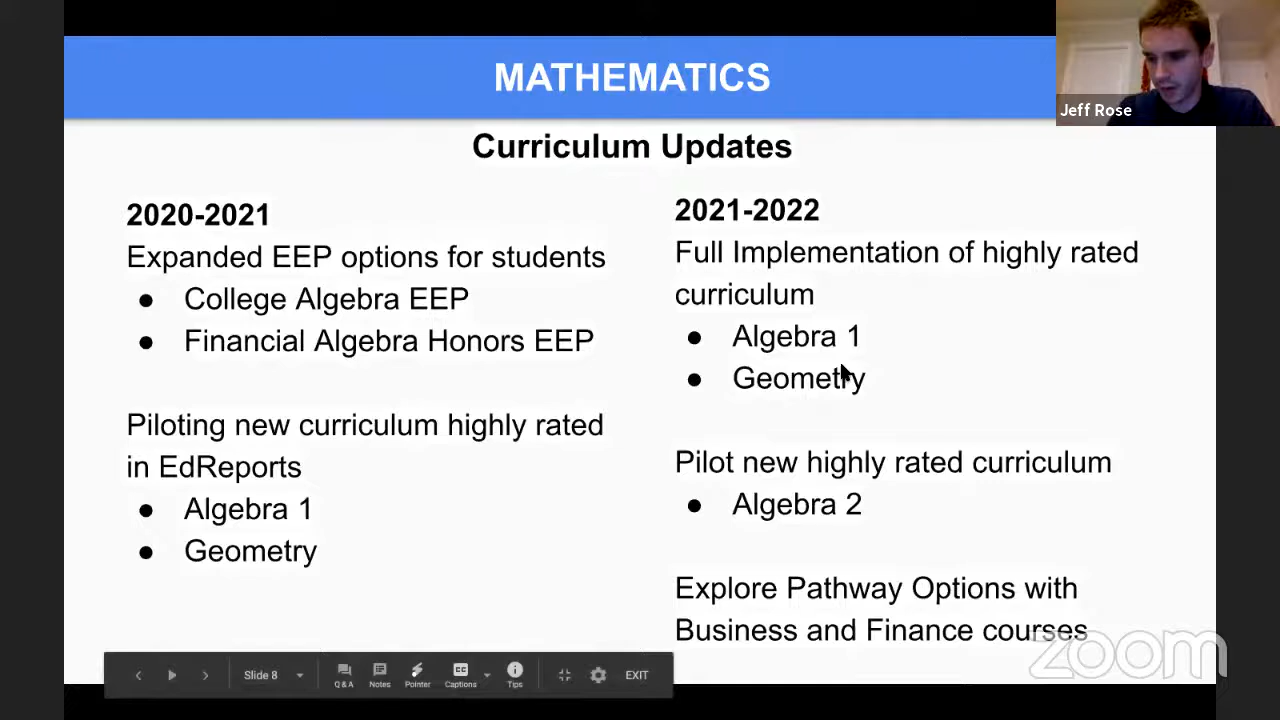 MATHEMATICS
Jeff Rose
Curriculum Updates
2020-2021
Expanded EEP options for students
● College Algebra EEP
● Financial Algebra Honors EEP
Piloting new curriculum highly rated
in EdReports
● Algebra 1
● Geometry
2021-2022
Full Implementation of highly rated
curriculum
● Algebra 1
● Geometry
Pilot new highly rated curriculum
● Algebra 2
Explore Pathway Options with
Business and Finance courses
zoom
Slide 8
CC
Q & A Notes Pointer Captions Tips
EXIT